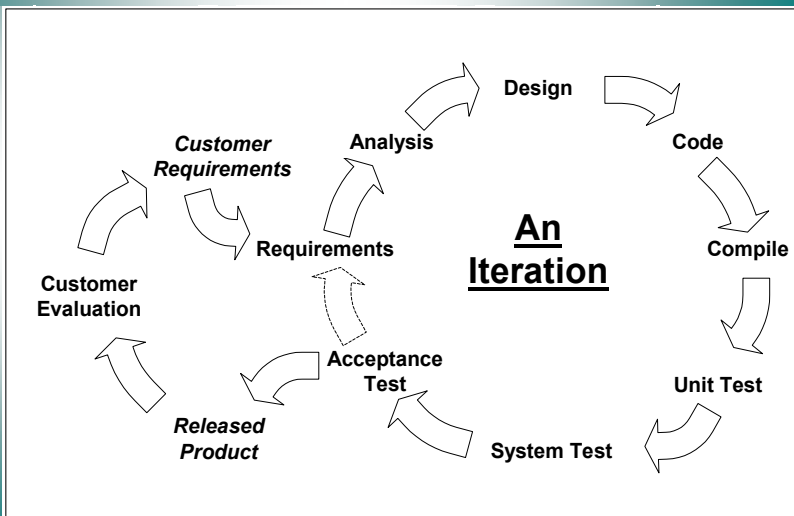 Design
Customer
Requirements
Analysis
Code
An
Iteration
Requirements
Compile
Customer
Evaluation
Acceptance
Test
Unit Test
Released
Product
System Test